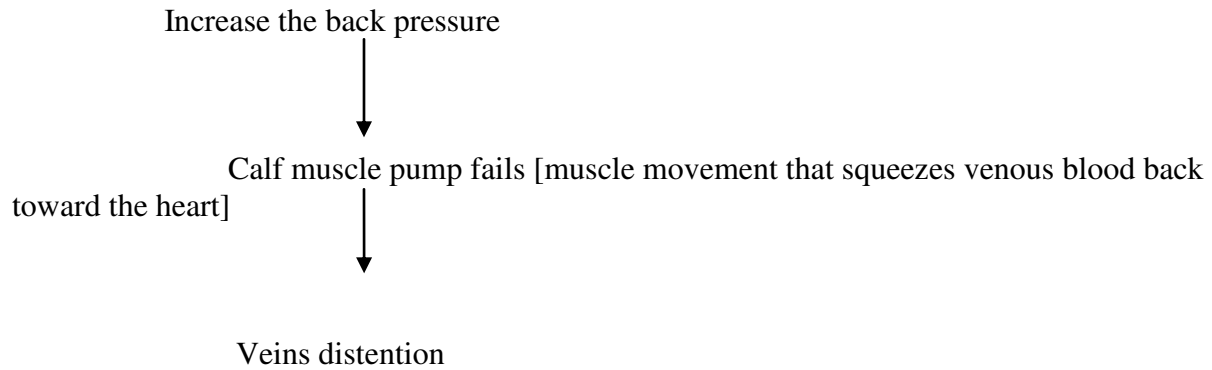 Increase the back pressure
Calf muscle pump fails [muscle movement that squeezes venous blood back
toward the heart]
Veins distention